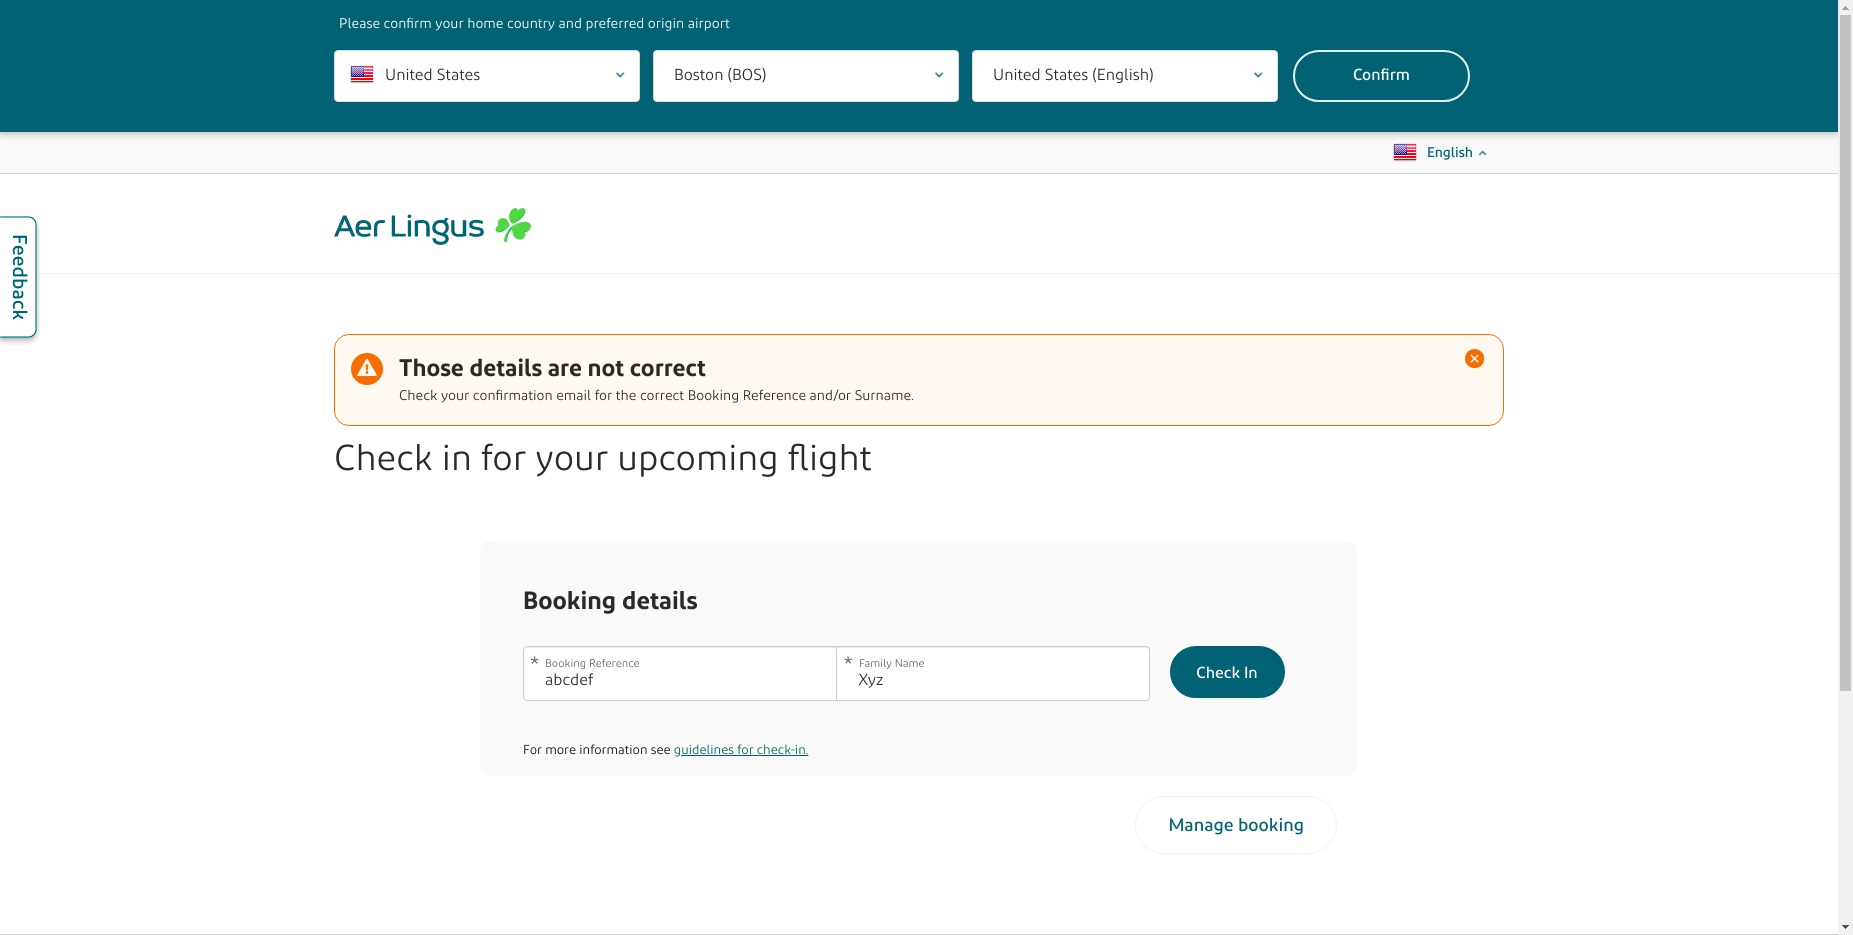 Please confirm your home country and preferred origin airport
United States
Boston (BOS)
United States (English)
Confirm
English
Aer Lingus
Feedback
Those details are not correct
Check your confirmation email for the correct Booking Reference and/or Surname.
Check in for your upcoming flight
Booking details
* Booking Reference
abcdef
* Family Name
Xyz
Check In
For more information see guidelines for check-in.
Manage booking